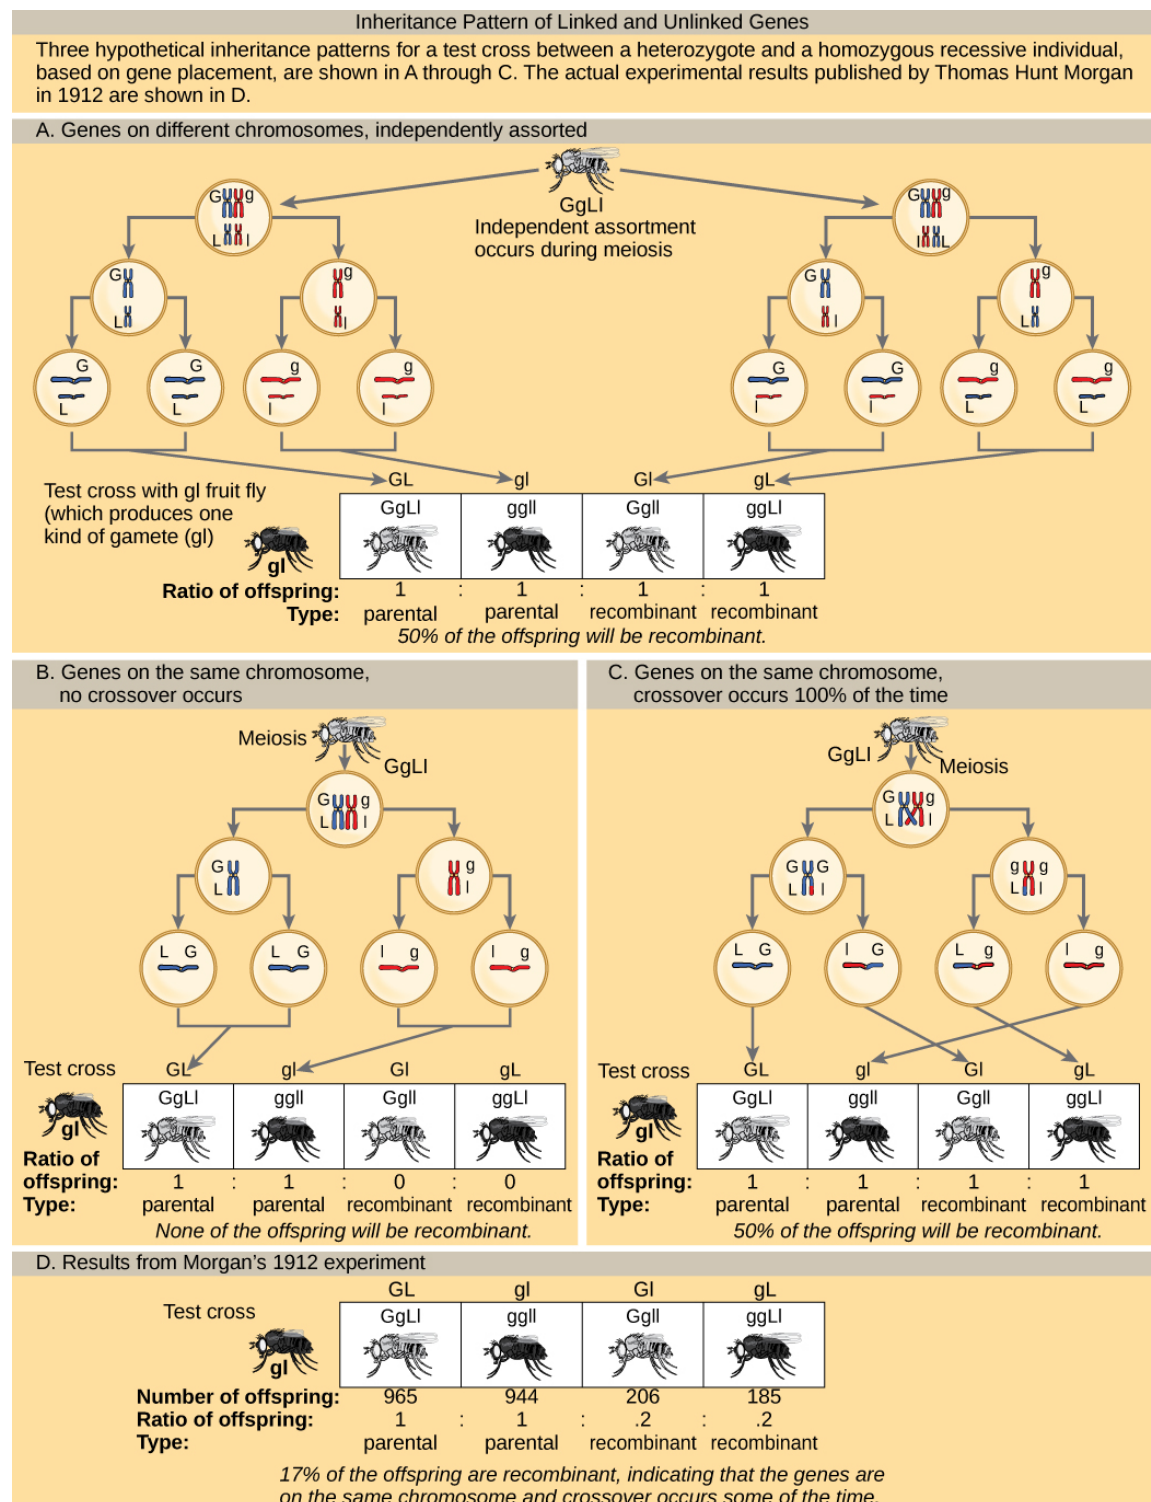 Inheritance Pattern of Linked and Unlinked Genes
Three hypothetical inheritance patterns for a test cross between a heterozygote and a homozygous recessive individual,
based on gene placement, are shown in A through C. The actual experimental results published by Thomas Hunt Morgan
in 1912 are shown in D.
A. Genes on different chromosomes, independently assorted
GgLl
Independent assortment
occurs during meiosis
G g G g
L l l L
G g G g
L l l L
G G g g G G g g
L L l l l l L L
GL gl Gl gL
Test cross with gl fruit fly
(which produces one
kind of gamete (gl)
gl
GgLl ggll Ggll ggLl
Ratio of offspring: 1 : 1 : 1 : 1
Type: parental parental recombinant recombinant
50% of the offspring will be recombinant.
B. Genes on the same chromosome,
no crossover occurs
Meiosis
GgLl
G g
L l
G g
L l
L G L G l g l g
Test cross GL gl Gl gL
gl
GgLl ggll Ggll ggLl
Ratio of
offspring: 1 : 1 : 0 : 0
Type: parental parental recombinant recombinant
None of the offspring will be recombinant.
C. Genes on the same chromosome,
crossover occurs 100% of the time
GgLl
Meiosis
G g
L l
G G g g
L l L l
L G l G L g l g
Test cross GL gl Gl gL
gl
GgLl ggll Ggll ggLl
Ratio of
offspring: 1 : 1 : 1 : 1
Type: parental parental recombinant recombinant
50% of the offspring will be recombinant.
D. Results from Morgan's 1912 experiment
GL gl Gl gL
Test cross
gl
GgLl ggll Ggll ggLl
Number of offspring: 965 944 206 185
Ratio of offspring: 1 : 1 : .2 : .2
Type: parental parental recombinant recombinant
17% of the offspring are recombinant, indicating that the genes are
on the same chromosome and crossover occurs some of the time.